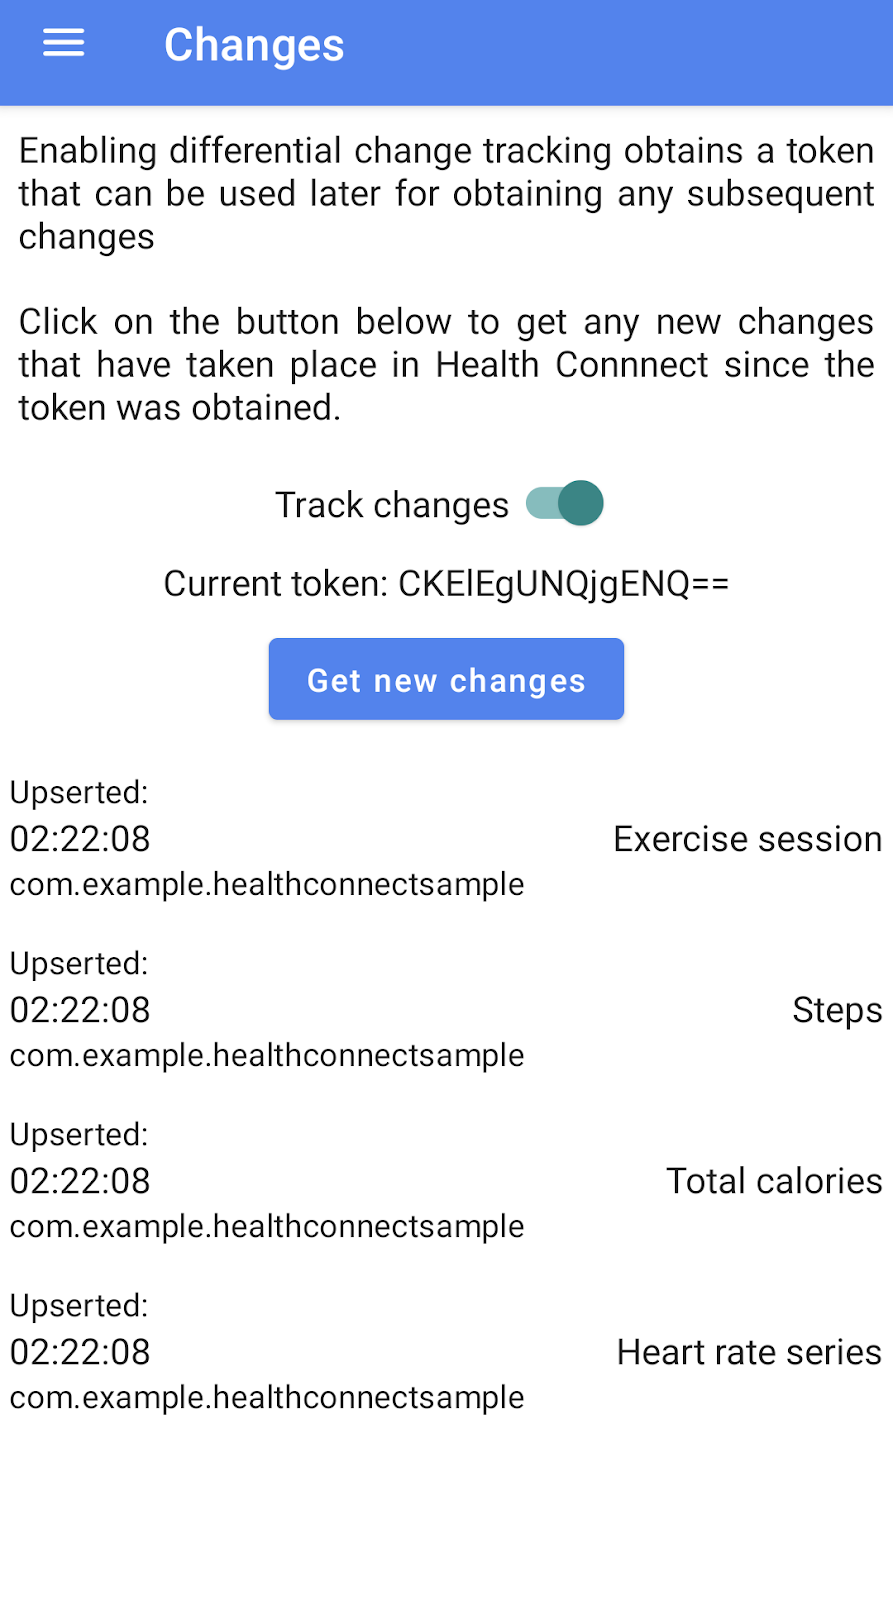 Changes
Enabling differential change tracking obtains a token
that can be used later for obtaining any subsequent
changes
Click on the button below to get any new changes
that have taken place in Health Connnect since the
token was obtained.
Track changes
Current token: CKElEgUNQjgENQ==
Get new changes
Upserted:
02:22:08 Exercise session
com.example.healthconnectsample
Upserted:
02:22:08 Steps
com.example.healthconnectsample
Upserted:
02:22:08 Total calories
com.example.healthconnectsample
Upserted:
02:22:08 Heart rate series
com.example.healthconnectsample